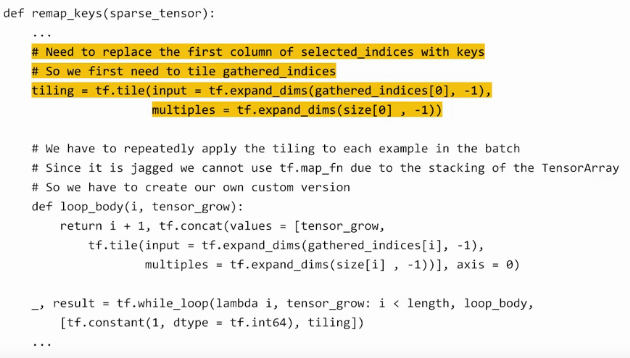 def remap_keys(sparse_tensor):
...
# Need to replace the first column of selected_indices with keys
# So we first need to tile gathered_indices
tiling = tf.tile(input = tf.expand_dims(gathered_indices[0], -1),
multiples = tf.expand_dims(size[0] , -1))
# We have to repeatedly apply the tiling to each example in the batch
# Since it is jagged we cannot use tf.map_fn due to the stacking of the TensorArray
# So we have to create our own custom version
def loop_body(i, tensor_grow):
return i + 1, tf.concat(values = [tensor_grow,
tf.tile(input = tf.expand_dims(gathered_indices[i], -1),
multiples = tf.expand_dims(size[i] , -1))], axis = 0)
_, result = tf.while_loop(lambda i, tensor_grow: i < length, loop_body,
[tf.constant(1, dtype = tf.int64), tiling])
...